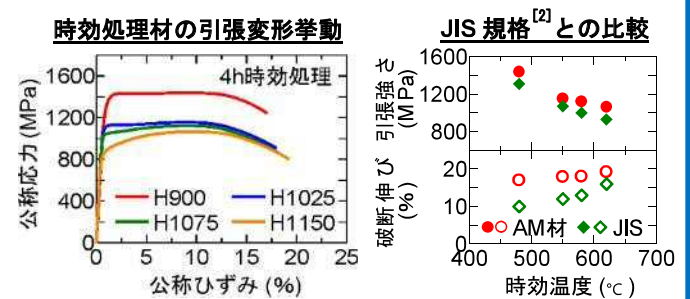 時効処理材の引張変形挙動
1600
1200
800
400
0
公称応力 (MPa)
4h時効処理
H900
H1025
H1075
H1150
0 5 10 15 20 25
公称ひずみ (%)
JIS 規格[2]との比較
1600
1200
800
引張強さ
(MPa)
20
10
0
破断伸び
(%)
AM材
JIS
400 500 600 700
時効温度 (℃)